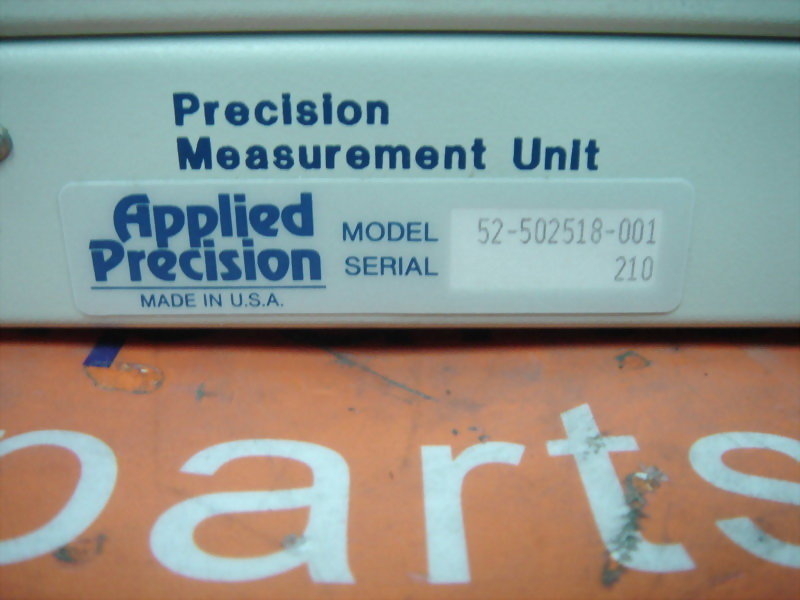 Precision
Measurement Unit
Applied
Precision
MADE IN U.S.A.
MODEL 52-502518-001
SERIAL 210
parts